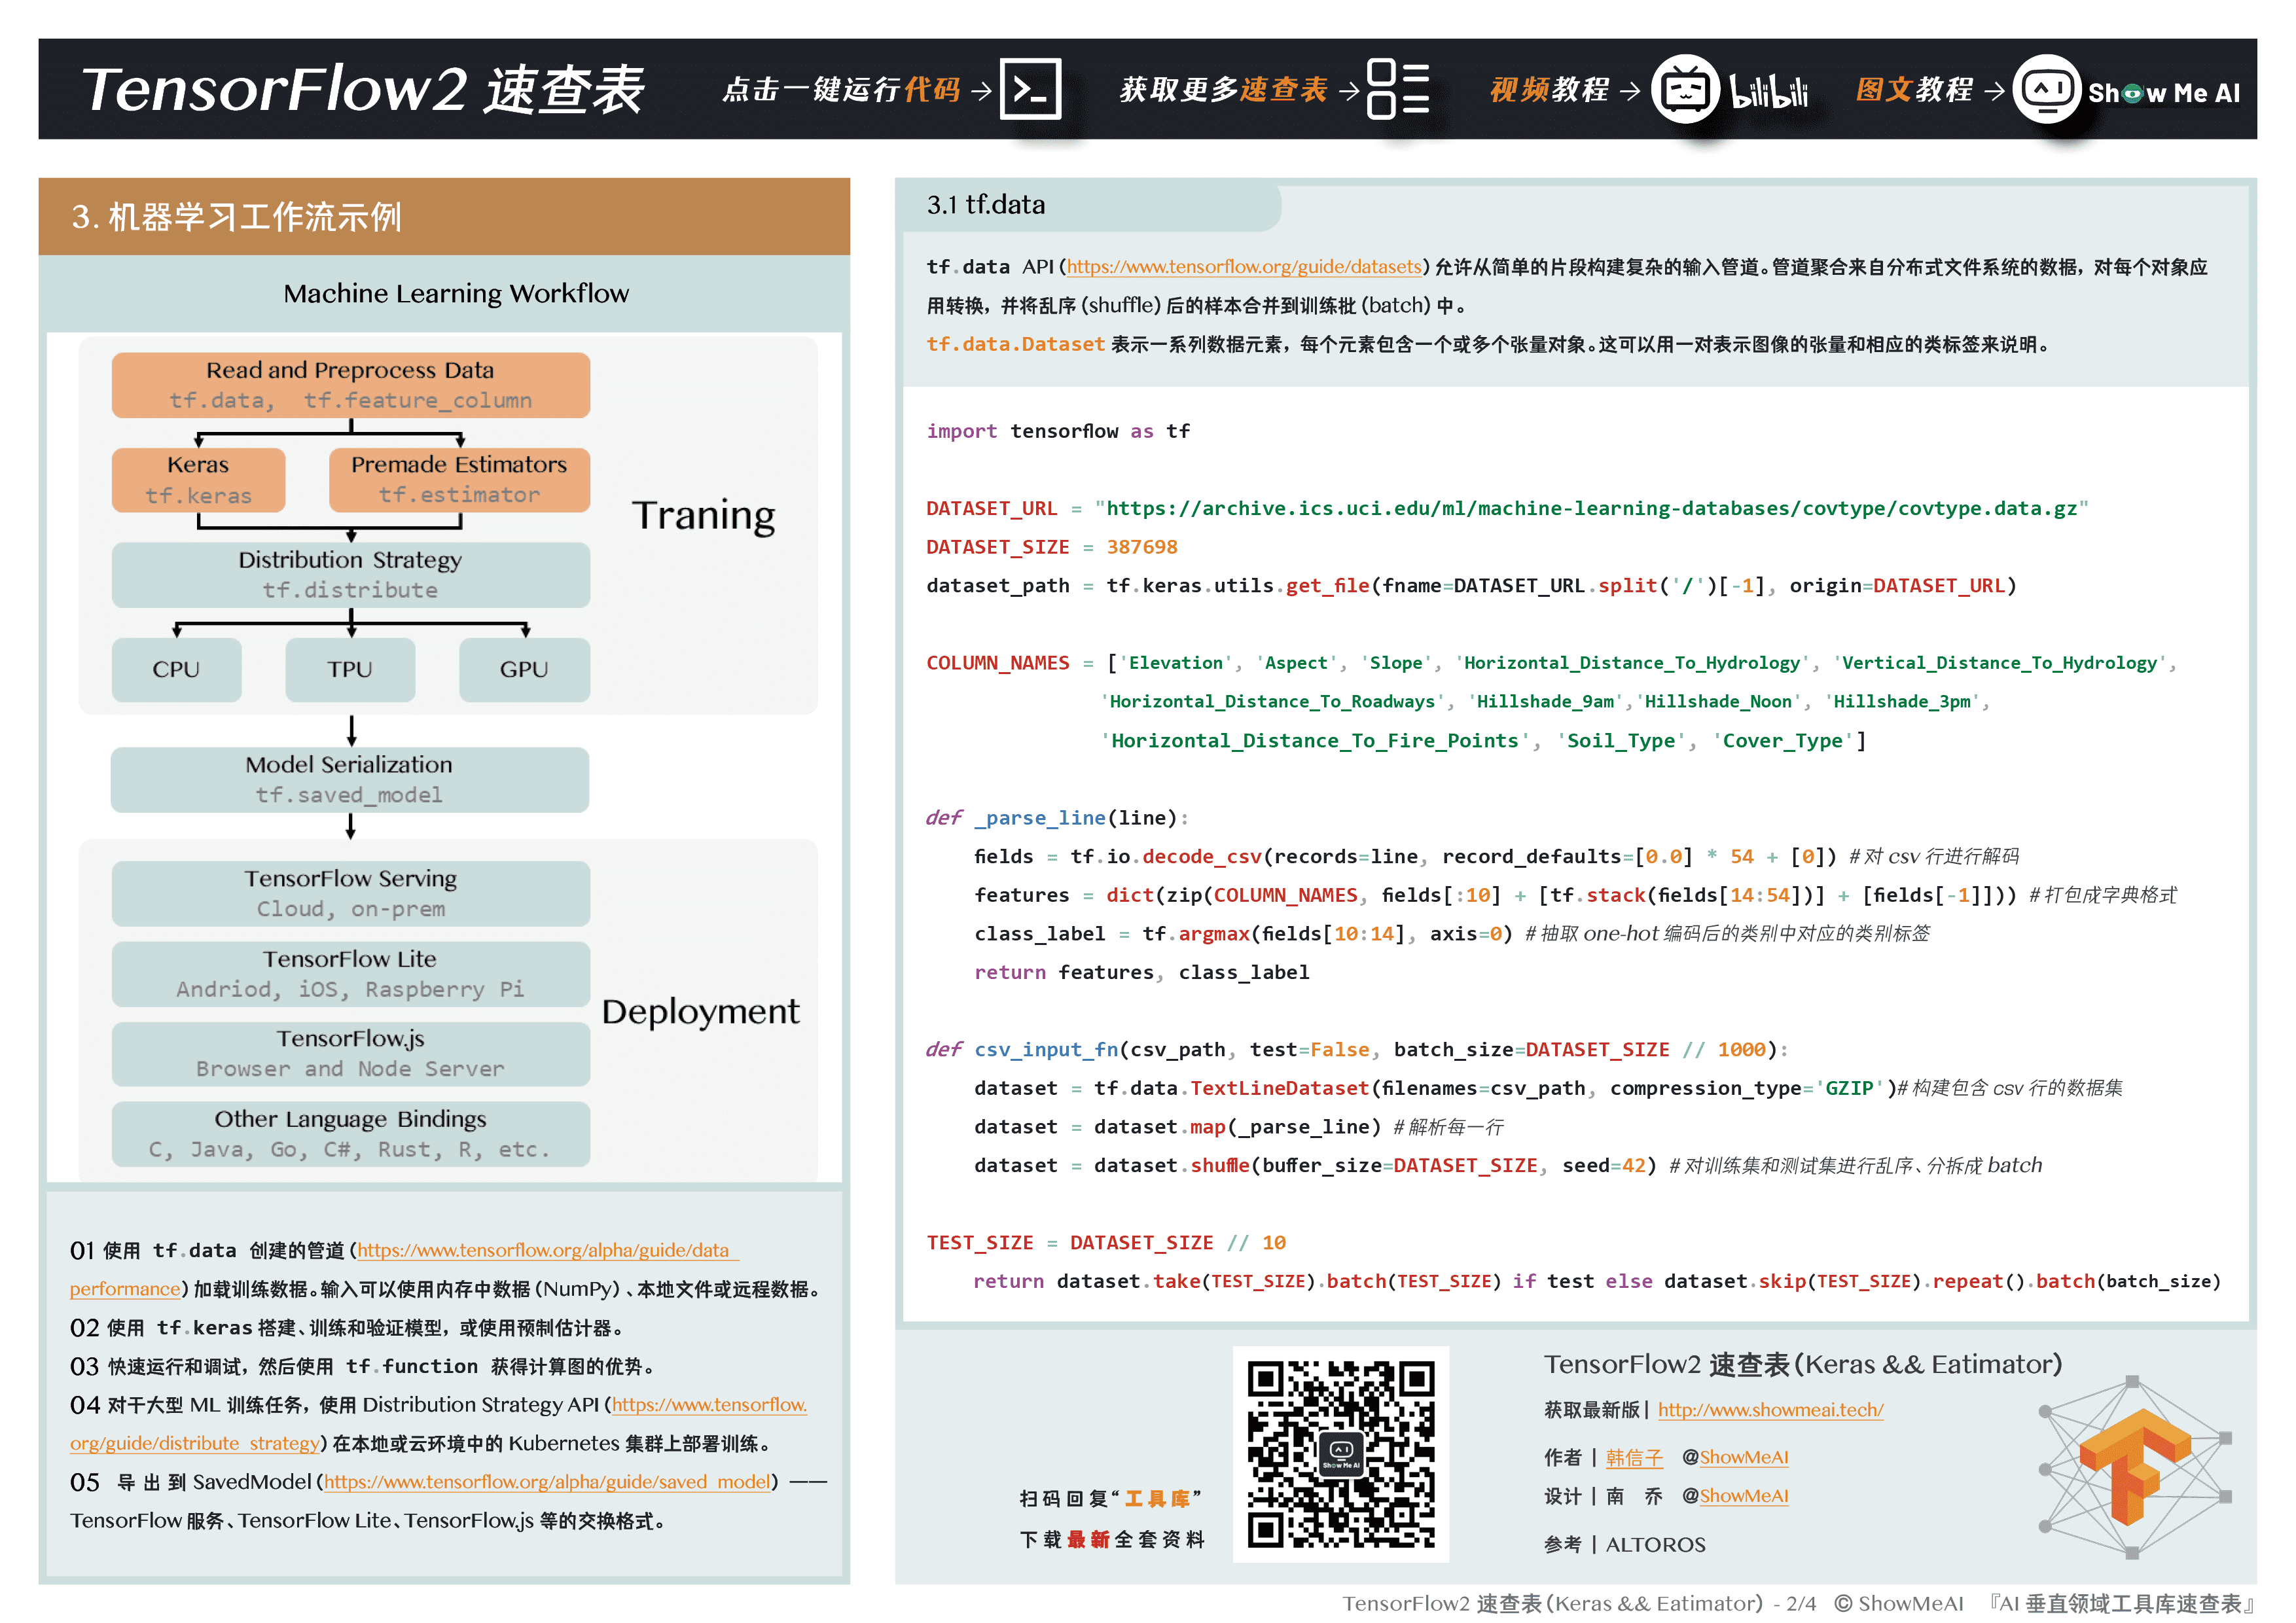 TensorFlow2 速查表
点击一键运行代码 →
获取更多速查表 →
视频教程 → bilibili
图文教程 → Show Me AI
3. 机器学习工作流示例
Machine Learning Workflow
Read and Preprocess Data
tf.data, tf.feature_column
Keras
tf.keras
Premade Estimators
tf.estimator
Traning
Distribution Strategy
tf.distribute
CPU
TPU
GPU
Model Serialization
tf.saved_model
TensorFlow Serving
Cloud, on-prem
TensorFlow Lite
Andriod, iOS, Raspberry Pi
Deployment
TensorFlow.js
Browser and Node Server
Other Language Bindings
C, Java, Go, C#, Rust, R, etc.
01 使用 tf.data 创建的管道（https://www.tensorflow.org/alpha/guide/data_
performance）加载训练数据。输入可以使用内存中数据（NumPy）、本地文件或远程数据。
02 使用 tf.keras 搭建、训练和验证模型，或使用预制估计器。
03 快速运行和调试，然后使用 tf.function 获得计算图的优势。
04 对于大型 ML 训练任务，使用 Distribution Strategy API（https://www.tensorflow.
org/guide/distribute_strategy）在本地或云环境中的 Kubernetes 集群上部署训练。
05 导出到 SavedModel（https://www.tensorflow.org/alpha/guide/saved_model）——
TensorFlow 服务、TensorFlow Lite、TensorFlow.js 等的交换格式。
3.1 tf.data
tf.data API（https://www.tensorflow.org/guide/datasets）允许从简单的片段构建复杂的输入管道。管道聚合来自分布式文件系统的数据，对每个对象应
用转换，并将乱序（shuffle）后的样本合并到训练批（batch）中。
tf.data.Dataset 表示一系列数据元素，每个元素包含一个或多个张量对象。这可以用一对表示图像的张量和相应的类标签来说明。
import tensorflow as tf
DATASET_URL = "https://archive.ics.uci.edu/ml/machine-learning-databases/covtype/covtype.data.gz"
DATASET_SIZE = 387698
dataset_path = tf.keras.utils.get_file(fname=DATASET_URL.split('/')[-1], origin=DATASET_URL)
COLUMN_NAMES = ['Elevation', 'Aspect', 'Slope', 'Horizontal_Distance_To_Hydrology', 'Vertical_Distance_To_Hydrology',
'Horizontal_Distance_To_Roadways', 'Hillshade_9am','Hillshade_Noon', 'Hillshade_3pm',
'Horizontal_Distance_To_Fire_Points', 'Soil_Type', 'Cover_Type']
def _parse_line(line):
fields = tf.io.decode_csv(records=line, record_defaults=[0.0] * 54 + [0]) # 对 csv 行进行解码
features = dict(zip(COLUMN_NAMES, fields[:10] + [tf.stack(fields[14:54])] + [fields[-1]])) # 打包成字典格式
class_label = tf.argmax(fields[10:14], axis=0) # 抽取 one-hot 编码后的类别中对应的类别标签
return features, class_label
def csv_input_fn(csv_path, test=False, batch_size=DATASET_SIZE // 1000):
dataset = tf.data.TextLineDataset(filenames=csv_path, compression_type='GZIP')# 构建包含 csv 行的数据集
dataset = dataset.map(_parse_line) # 解析每一行
dataset = dataset.shuffle(buffer_size=DATASET_SIZE, seed=42) # 对训练集和测试集进行乱序、分拆成 batch
TEST_SIZE = DATASET_SIZE // 10
return dataset.take(TEST_SIZE).batch(TEST_SIZE) if test else dataset.skip(TEST_SIZE).repeat().batch(batch_size)
扫码回复“工具库”
下载最新全套资料
Show Me AI
TensorFlow2 速查表（Keras && Eatimator）
获取最新版 | http://www.showmeai.tech/
作者 | 韩信子 @ShowMeAI
设计 | 南 乔 @ShowMeAI
参考 | ALTOROS
TensorFlow2 速查表（Keras && Eatimator） - 2/4 © ShowMeAI 『AI 垂直领域工具库速查表』